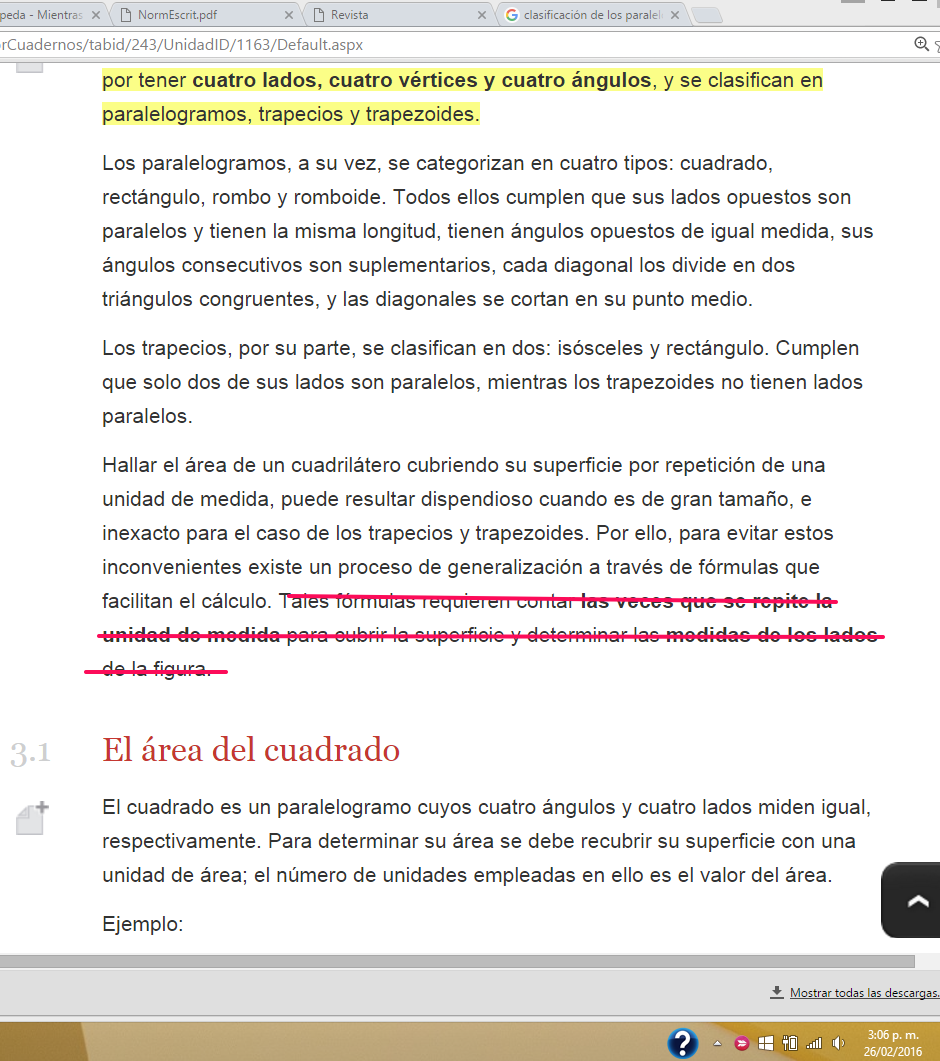 peda - Mientras
NormEscrit.pdf
Revista
clasificación de los paralel
rCuadernos/tabid/243/UnidadID/1163/Default.aspx
por tener cuatro lados, cuatro vértices y cuatro ángulos, y se clasifican en
paralelogramos, trapecios y trapezoides.
Los paralelogramos, a su vez, se categorizan en cuatro tipos: cuadrado,
rectángulo, rombo y romboide. Todos ellos cumplen que sus lados opuestos son
paralelos y tienen la misma longitud, tienen ángulos opuestos de igual medida, sus
ángulos consecutivos son suplementarios, cada diagonal los divide en dos
triángulos congruentes, y las diagonales se cortan en su punto medio.
Los trapecios, por su parte, se clasifican en dos: isósceles y rectángulo. Cumplen
que solo dos de sus lados son paralelos, mientras los trapezoides no tienen lados
paralelos.
Hallar el área de un cuadrilátero cubriendo su superficie por repetición de una
unidad de medida, puede resultar dispendioso cuando es de gran tamaño, e
inexacto para el caso de los trapecios y trapezoides. Por ello, para evitar estos
inconvenientes existe un proceso de generalización a través de fórmulas que
facilitan el cálculo. Tales fórmulas requieren contar las veces que se repite la
unidad de medida para cubrir la superficie y determinar las medidas de los lados
de la figura.
3.1 El área del cuadrado
El cuadrado es un paralelogramo cuyos cuatro ángulos y cuatro lados miden igual,
respectivamente. Para determinar su área se debe recubrir su superficie con una
unidad de área; el número de unidades empleadas en ello es el valor del área.
Ejemplo:
Mostrar todas las descargas.
3:06 p. m.
26/02/2016